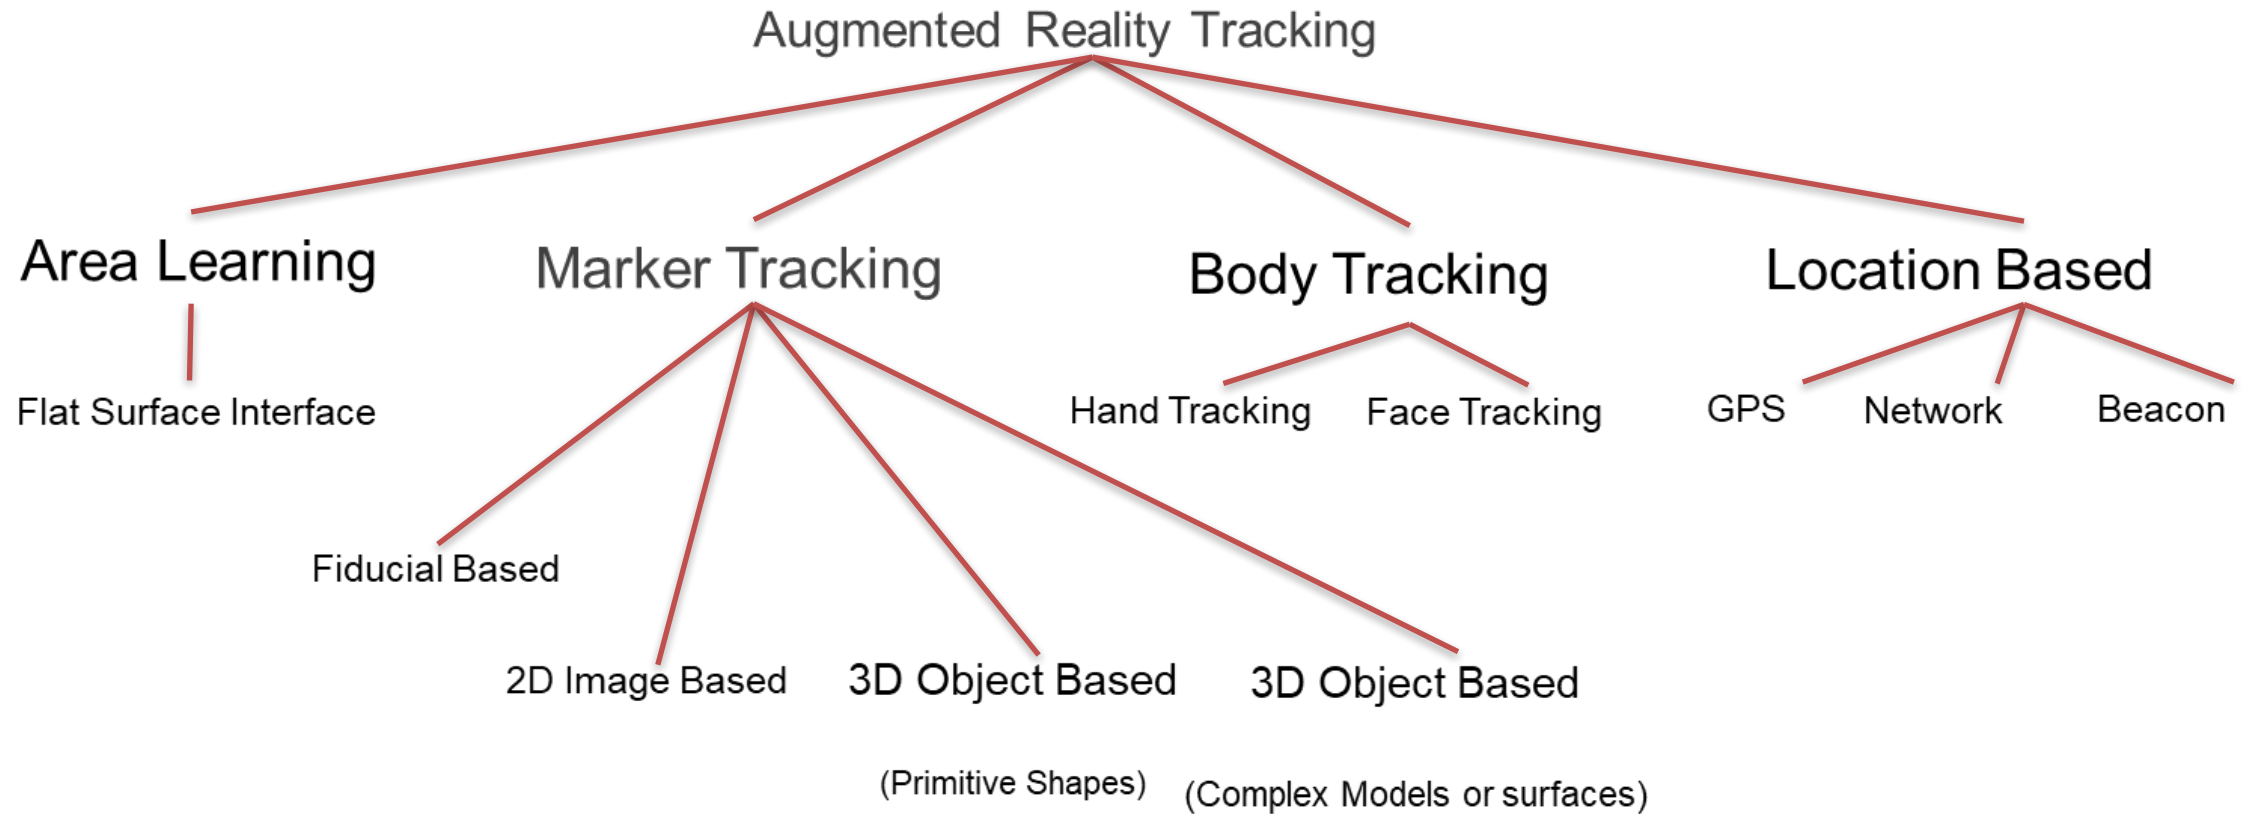 Augmented Reality Tracking
Area Learning
Marker Tracking
Body Tracking
Location Based
Flat Surface Interface
Hand Tracking
Face Tracking
GPS
Network
Beacon
Fiducial Based
2D Image Based
3D Object Based
3D Object Based
(Primitive Shapes)
(Complex Models or surfaces)